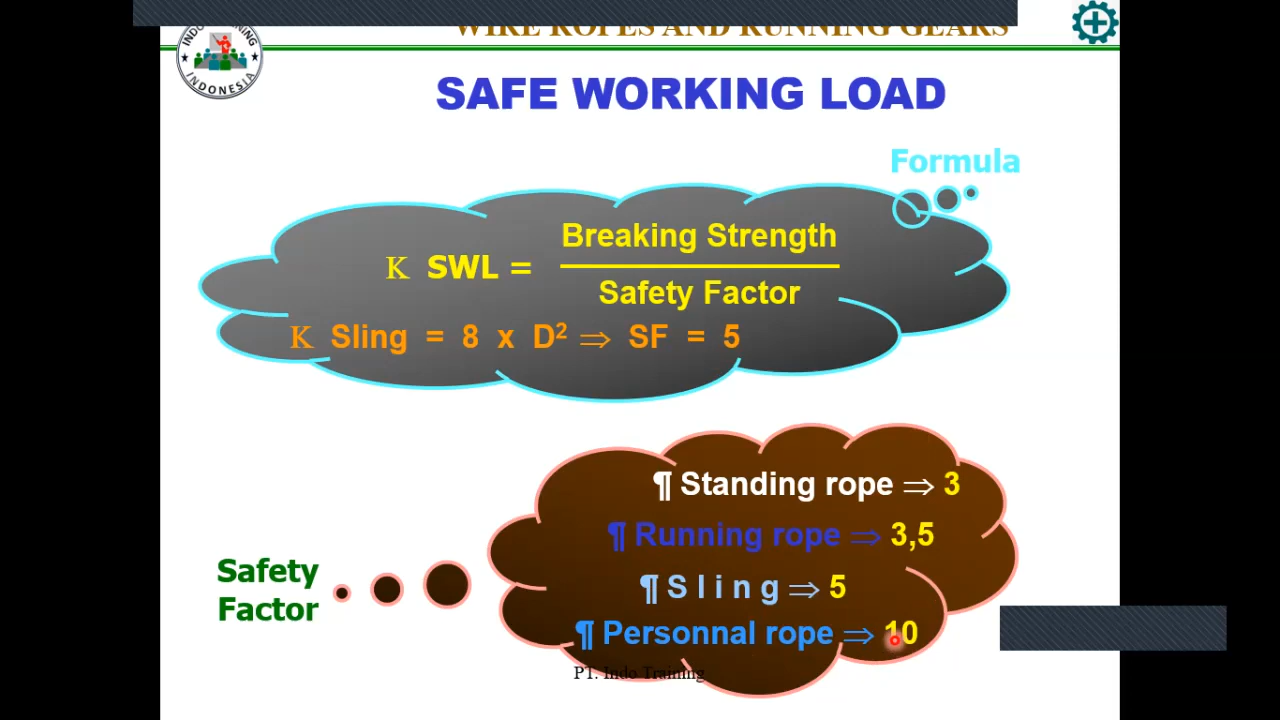 WIRE ROPES AND RUNNING GEARS
INDONESIA
SAFE WORKING LOAD
Formula
K SWL = Breaking Strength
Safety Factor
K Sling = 8 x D² ⇒ SF = 5
¶ Standing rope ⇒ 3
¶ Running rope ⇒ 3,5
¶ S l i n g ⇒ 5
¶ Personnal rope ⇒ 10
Safety
Factor
PT. Indo Training